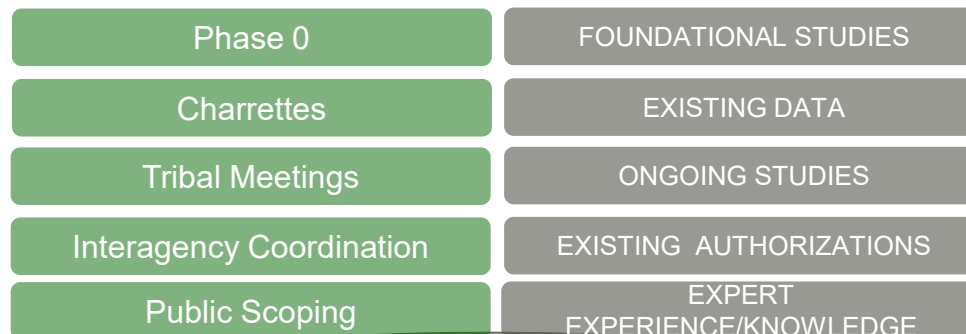 Phase 0
FOUNDATIONAL STUDIES
Charrettes
EXISTING DATA
Tribal Meetings
ONGOING STUDIES
Interagency Coordination
EXISTING AUTHORIZATIONS
Public Scoping
EXPERT
EXPERIENCE/KNOWLEDGE